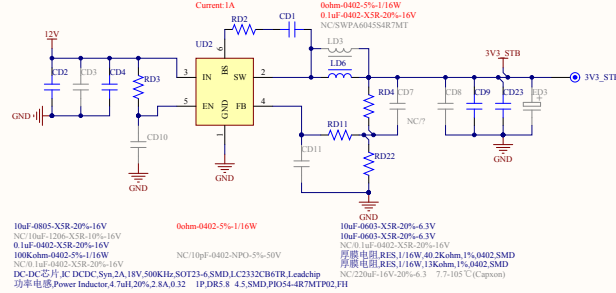 Current:1A
0ohm-0402-5%-1/16W
0.1uF-0402-X5R-20%-16V
NC/SWPA6045S4R7MT
RD2
CD1
LD3
12V
UD2
BS
6
3V3_STB
CD2
CD3
CD4
RD3
3
IN
SW
2
LD6
3V3_STB
5
EN
FB
4
GND
1
RD4
CD7
CD8
CD9
CD23
ED3
GND
NC/?
RD11
CD10
CD11
RD22
GND
GND
GND
GND
10uF-0805-X5R-20%-16V
NC/10uF-1206-X5R-10%-16V
0.1uF-0402-X5R-20%-16V
100Kohm-0402-5%-1/16W
NC/0.1uF-0402-X5R-20%-16V
0ohm-0402-5%-1/16W
NC/10pF-0402-NPO-5%-50V
10uF-0603-X5R-20%-6.3V
10uF-0603-X5R-20%-6.3V
NC/0.1uF-0402-X5R-20%-16V
厚膜电阻,RES,1/16W,40.2Kohm,1%,0402,SMD
厚膜电阻,RES,1/16W,13Kohm,1%,0402,SMD
NC/220uF-16V-20%-6.3 7.7-105℃(Capxon)
DC-DC芯片,IC DCDC,Syn,2A,18V,500KHz,SOT23-6,SMD,LC2332CB6TR,Leadchip
功率电感,Power Inductor,4.7uH,20%,2.8A,0.32 1P,DR5.8 4.5,SMD,PIO54-4R7MTP02,FH